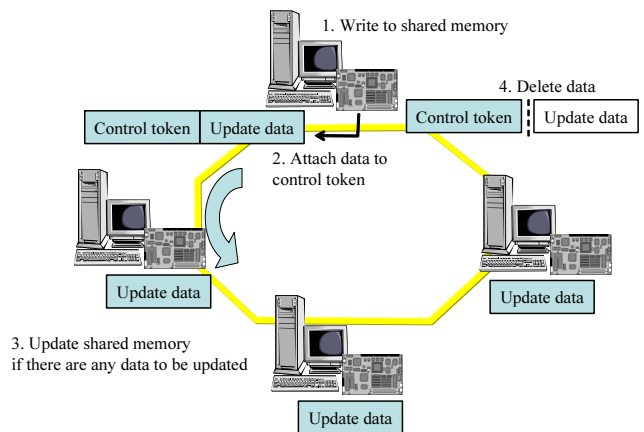 1. Write to shared memory
4. Delete data
Control token
Update data
Control token
Update data
2. Attach data to
control token
Update data
Update data
3. Update shared memory
if there are any data to be updated
Update data